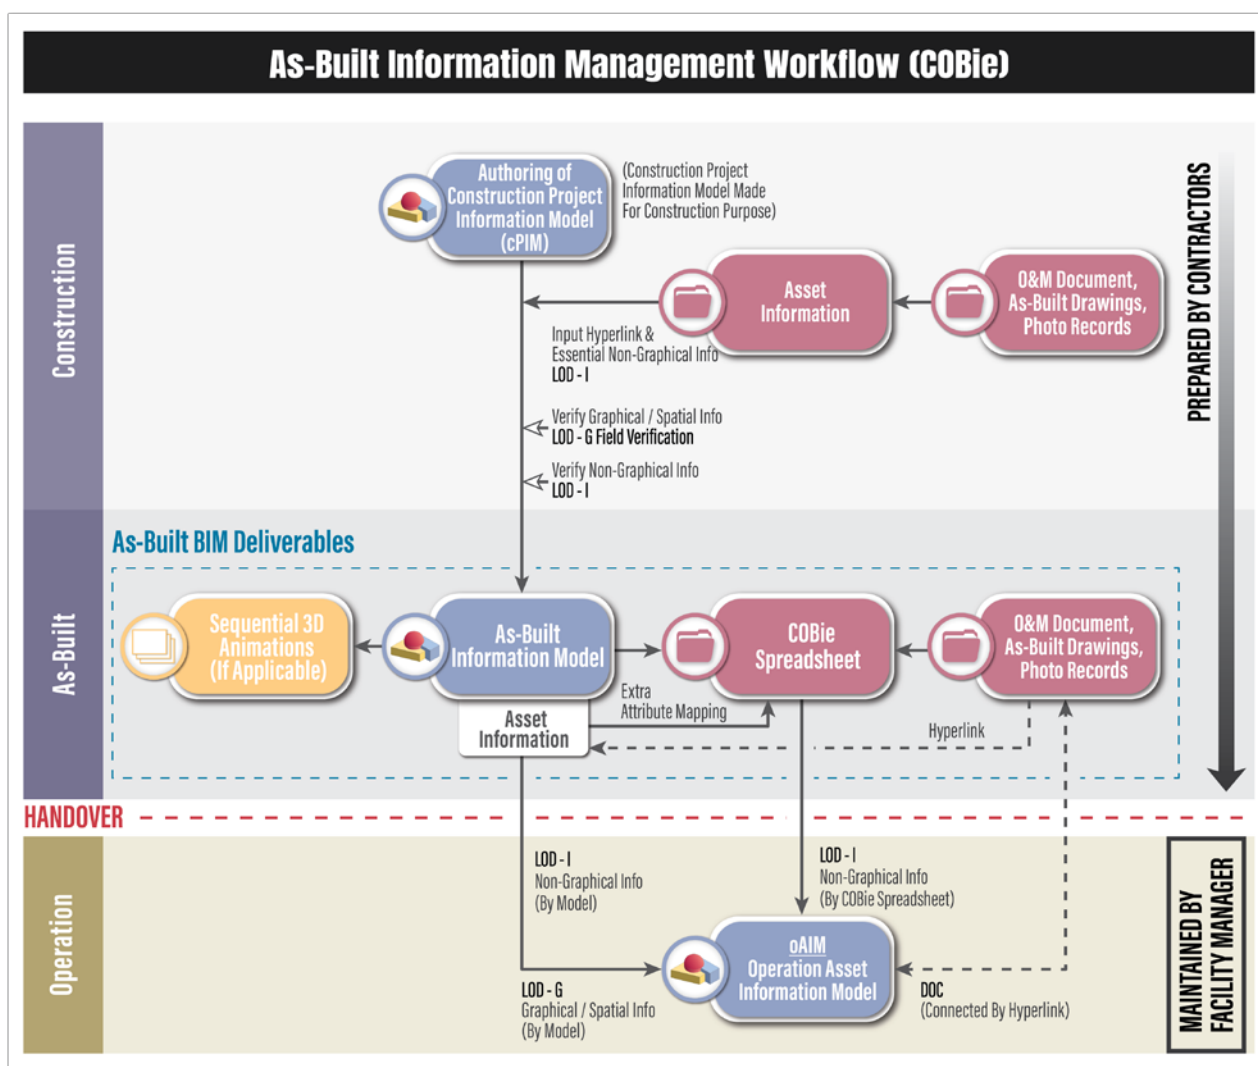 As-Built Information Management Workflow (COBie)
Construction
Authoring of
Construction Project
Information Model
(cPIM)
(Construction Project
Information Model Made
For Construction Purpose)
Asset
Information
O&M Document,
As-Built Drawings,
Photo Records
PREPARED BY CONTRACTORS
Input Hyperlink &
Essential Non-Graphical Info
LOD - I
Verify Graphical / Spatial Info
LOD - G Field Verification
Verify Non-Graphical Info
LOD - I
As-Built
As-Built BIM Deliverables
Sequential 3D
Animations
(If Applicable)
As-Built
Information Model
COBie
Spreadsheet
O&M Document,
As-Built Drawings,
Photo Records
Asset
Information
Extra
Attribute Mapping
Hyperlink
HANDOVER
Operation
LOD - I
Non-Graphical Info
(By Model)
LOD - I
Non-Graphical Info
(By COBie Spreadsheet)
oAIM
Operation Asset
Information Model
LOD - G
Graphical / Spatial Info
(By Model)
DOC
(Connected By Hyperlink)
MAINTAINED BY
FACILITY MANAGER